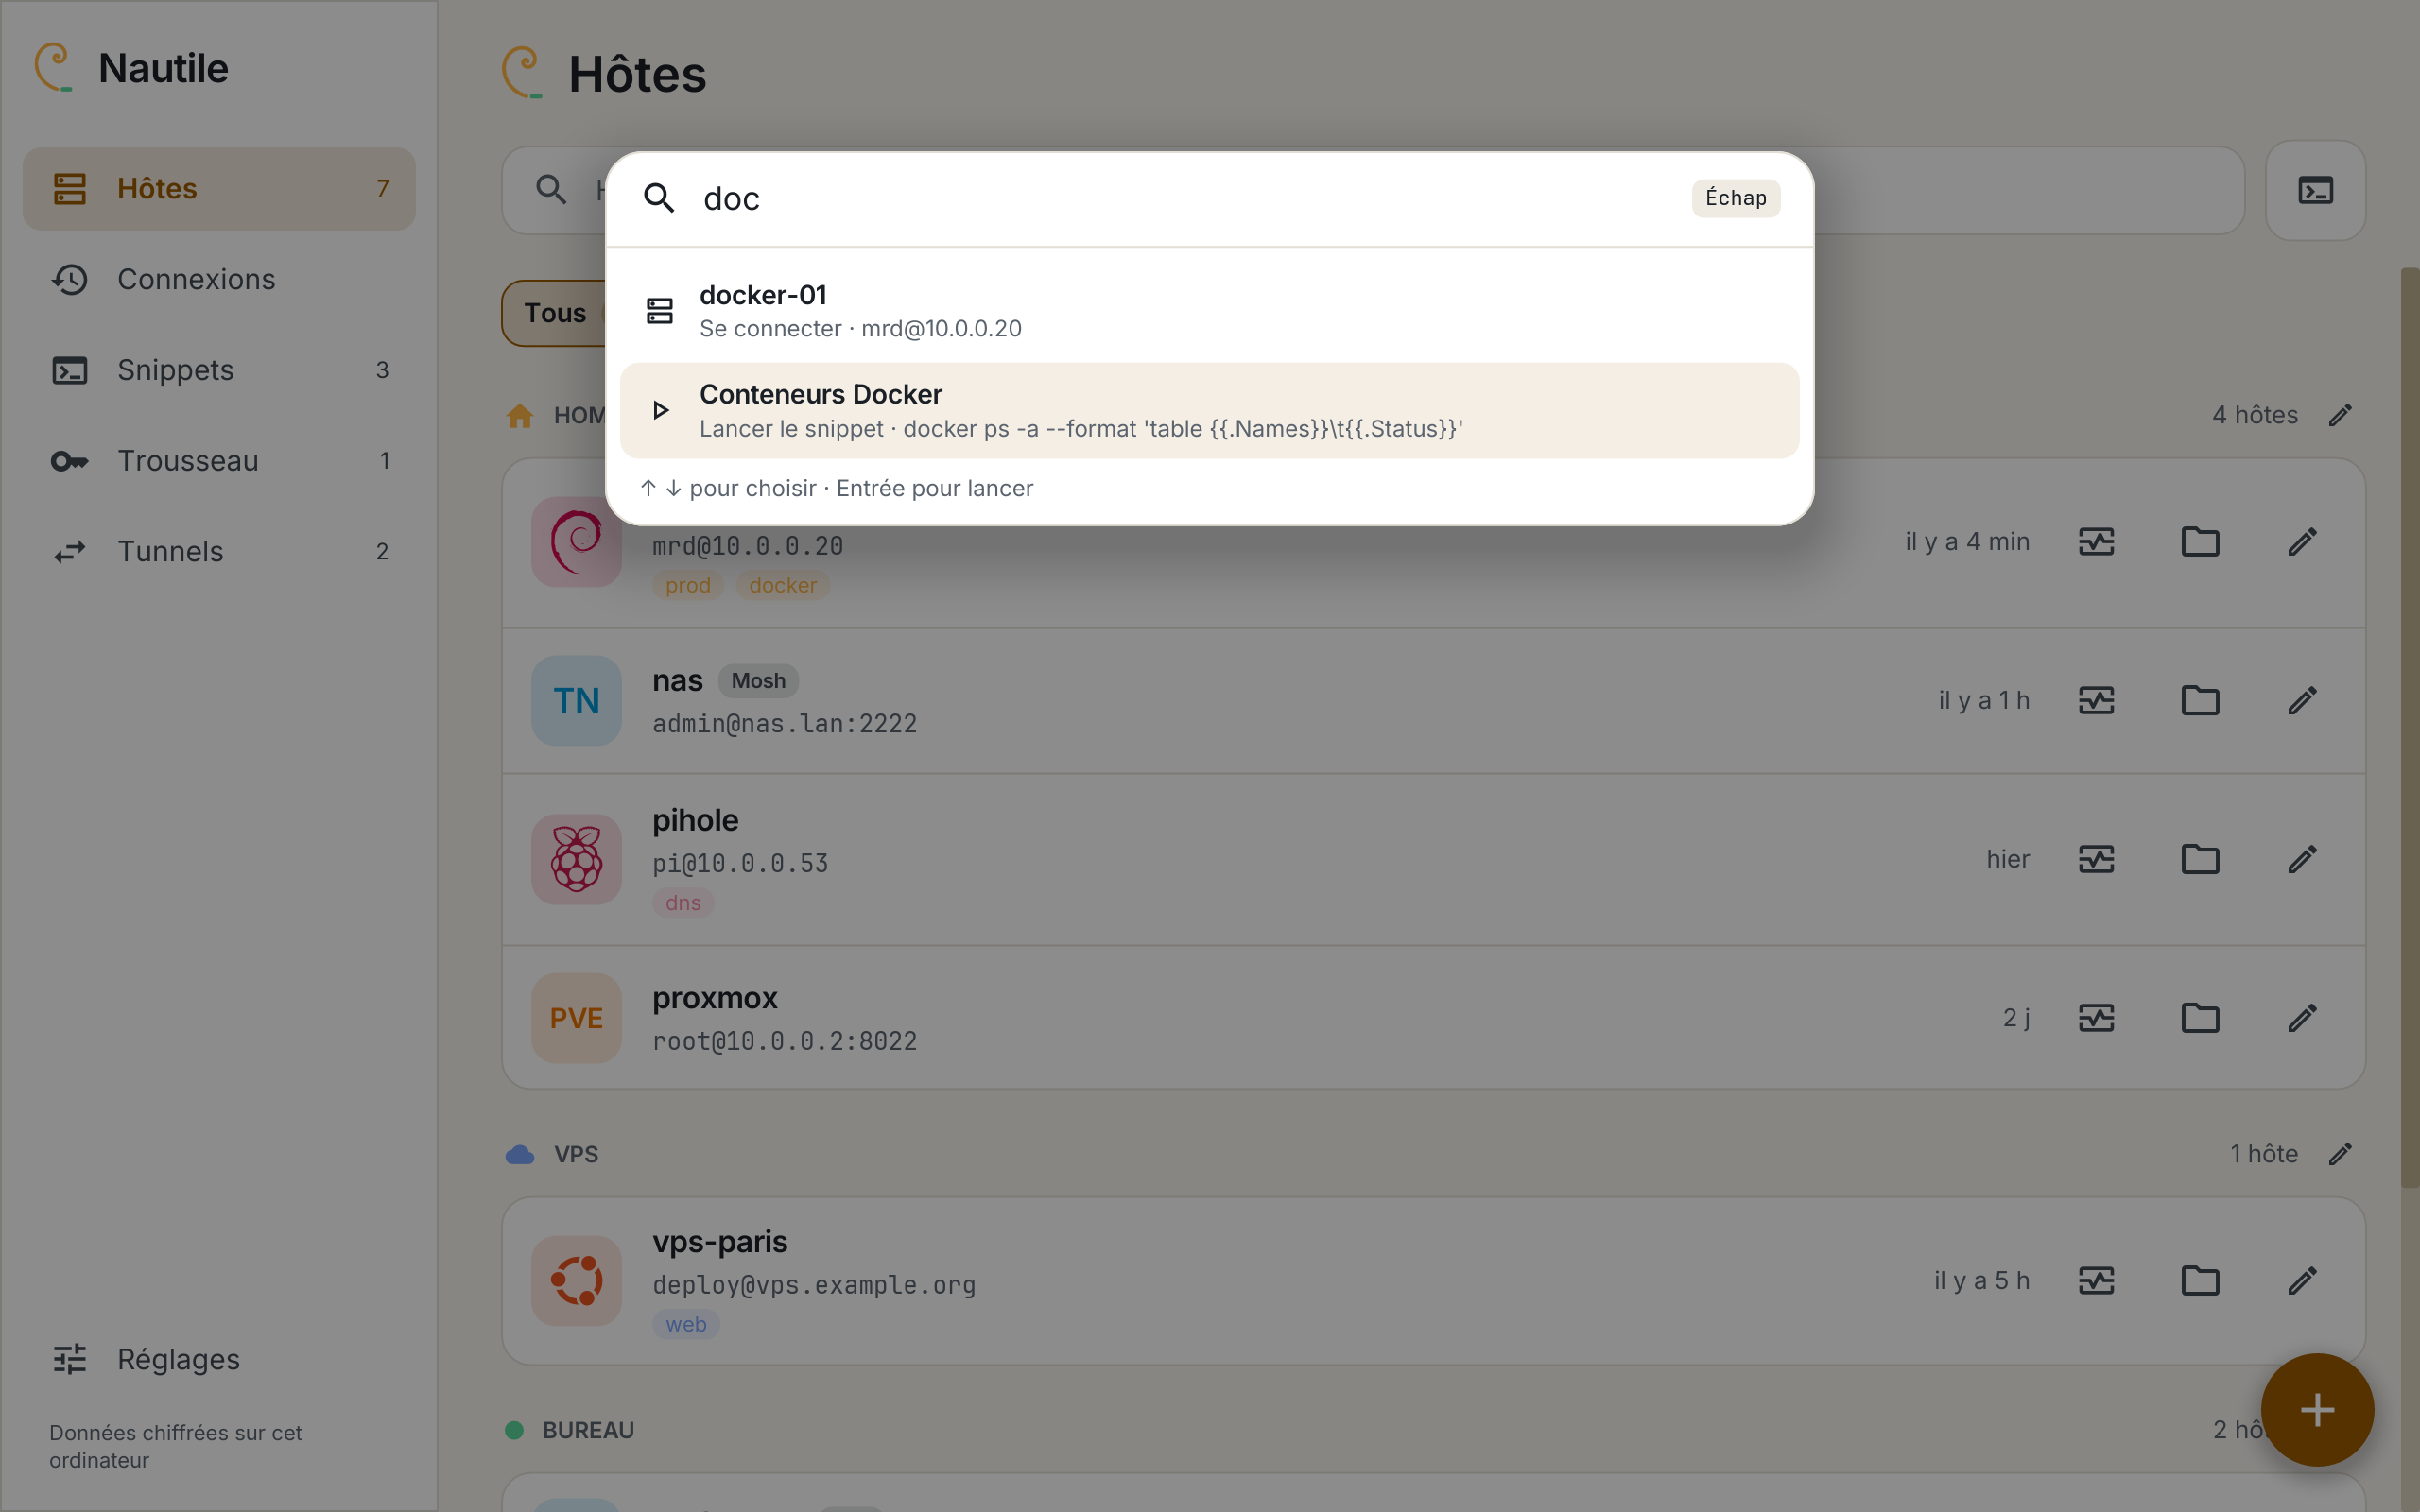 Nautile
Hôtes 7
Connexions
Snippets 3
Trousseau 1
Tunnels 2
Réglages
Données chiffrées sur cet
ordinateur
Hôtes
doc
Échap
docker-01
Se connecter · mrd@10.0.0.20
Conteneurs Docker
Lancer le snippet · docker ps -a --format 'table {{.Names}}\t{{.Status}}'
↑ ↓ pour choisir · Entrée pour lancer
Tous
4 hôtes
mrd@10.0.0.20
prod docker
il y a 4 min
TN
nas Mosh
admin@nas.lan:2222
il y a 1 h
pihole
pi@10.0.0.53
dns
hier
PVE
proxmox
root@10.0.0.2:8022
2 j
VPS
1 hôte
vps-paris
deploy@vps.example.org
web
il y a 5 h
BUREAU
2